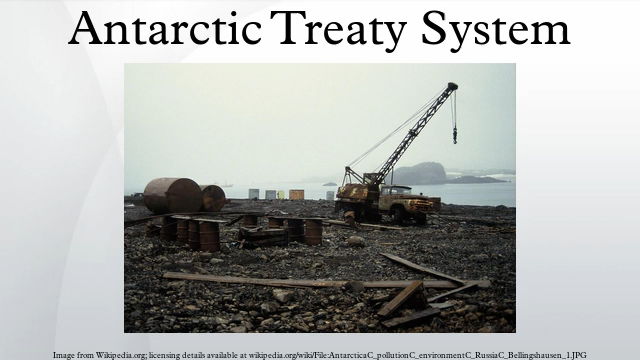 Antarctic Treaty System
Image from Wikipedia.org; licensing details available at wikipedia.org/wiki/File:AntarcticaC_pollutionC_environmentC_RussiaC_Bellingshausen_1.JPG